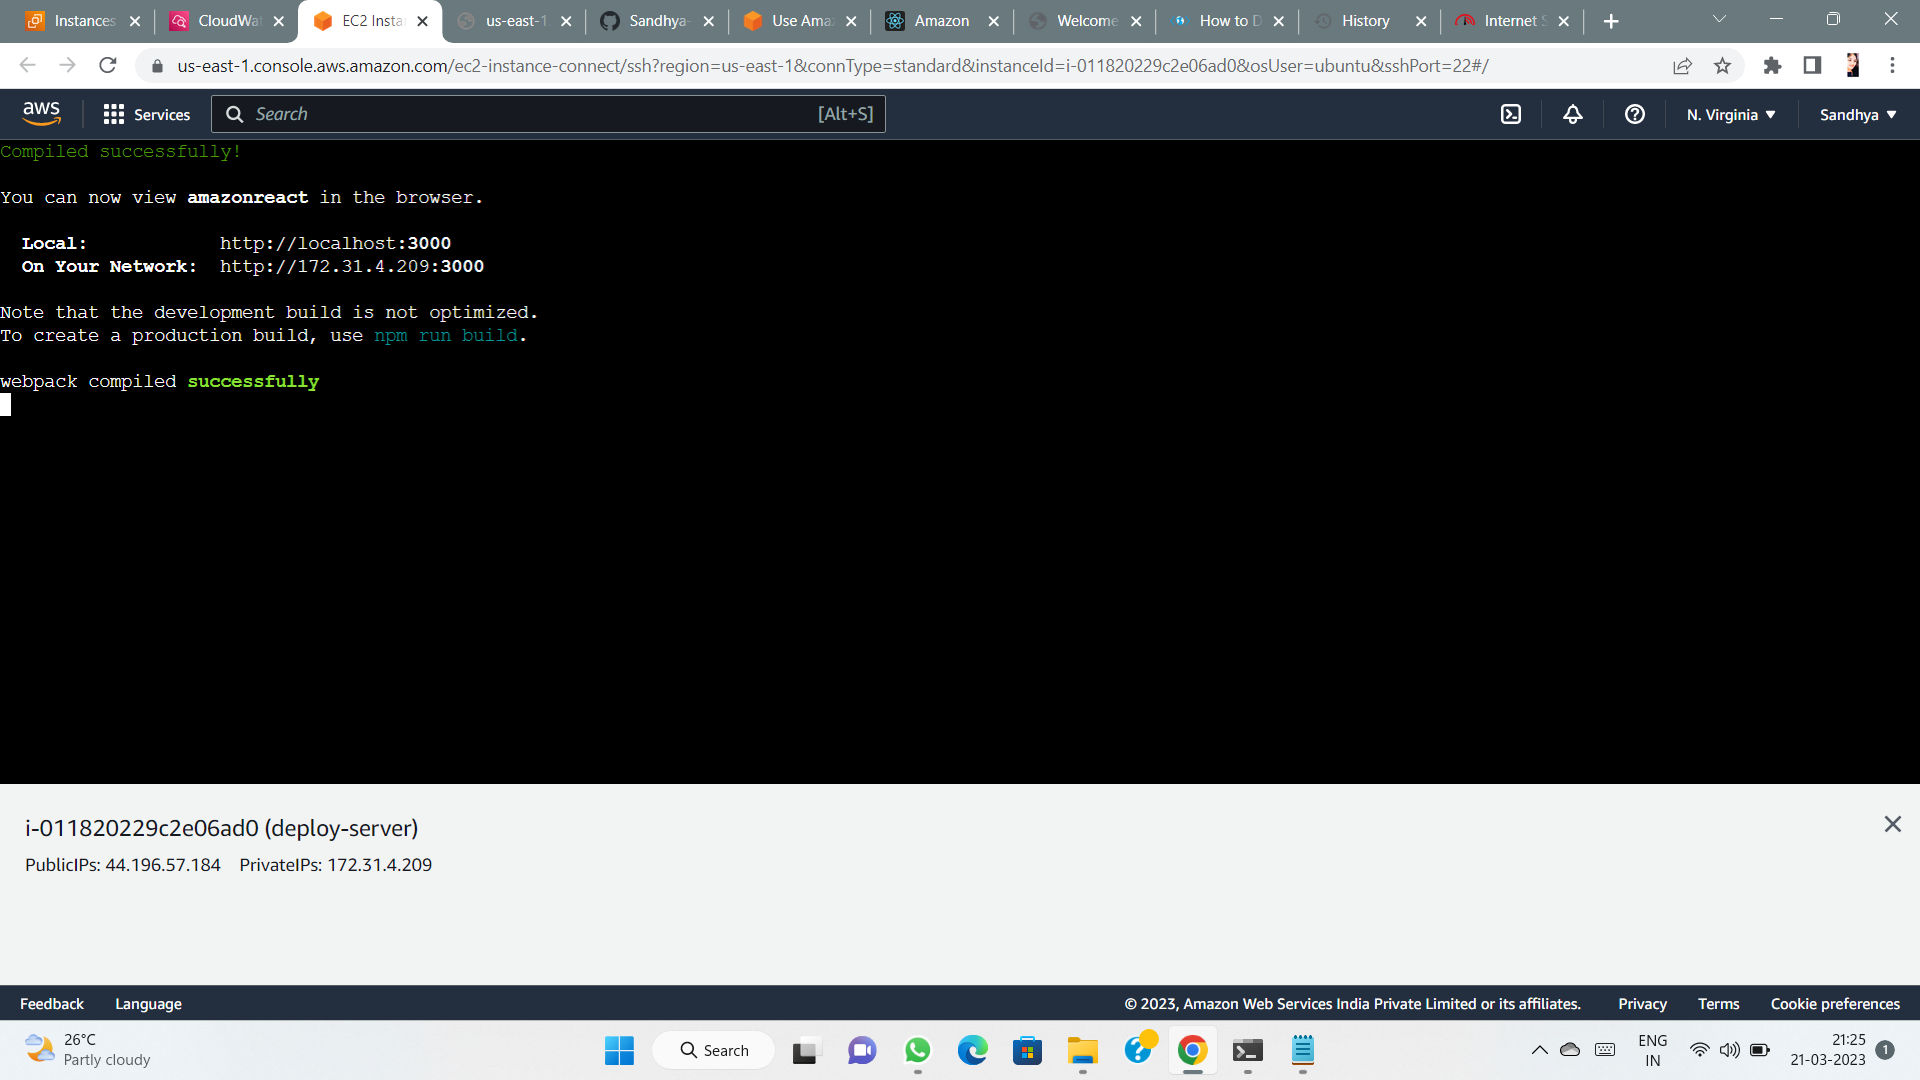 Instances
CloudWat
EC2 Insta
us-east-1.
Sandhya-
Use Amaz
Amazon
Welcome
How to D
History
Internet S
us-east-1.console.aws.amazon.com/ec2-instance-connect/ssh?region=us-east-1&connType=standard&instanceId=i-011820229c2e06ad0&osUser=ubuntu&sshPort=22#/
aws
Services
Search
[Alt+S]
N. Virginia
Sandhya
Compiled successfully!
You can now view amazonreact in the browser.
Local: http://localhost:3000
On Your Network: http://172.31.4.209:3000
Note that the development build is not optimized.
To create a production build, use npm run build.
webpack compiled successfully
i-011820229c2e06ad0 (deploy-server)
PublicIPs: 44.196.57.184 PrivateIPs: 172.31.4.209
Feedback Language © 2023, Amazon Web Services India Private Limited or its affiliates. Privacy Terms Cookie preferences
26°C
Partly cloudy
Search
ENG
IN
21:25
21-03-2023
1